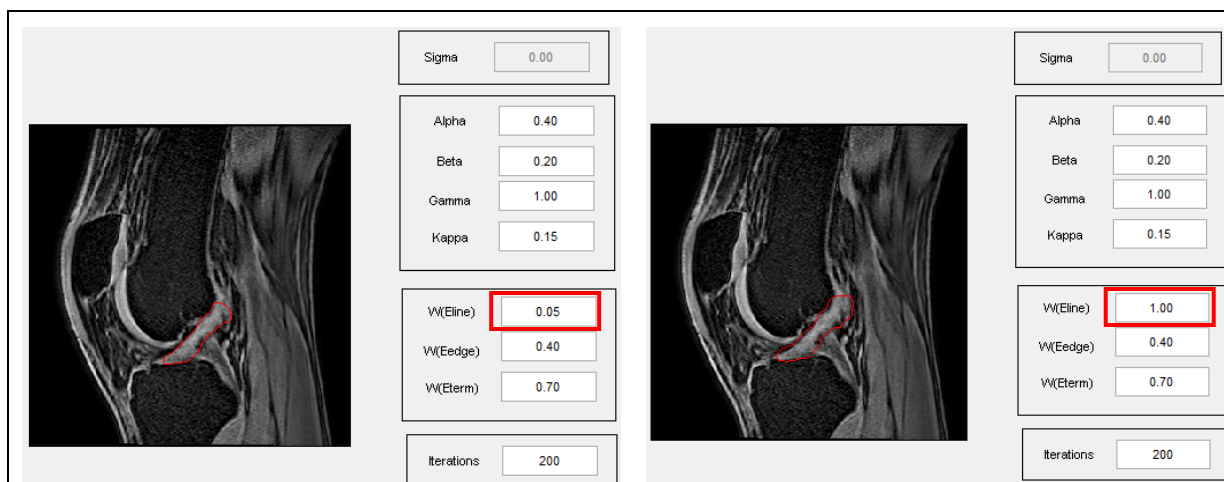 Sigma 0.00
Alpha 0.40
Beta 0.20
Gamma 1.00
Kappa 0.15
W(Eline) 0.05
W(Eedge) 0.40
W(Eterm) 0.70
Iterations 200
Sigma 0.00
Alpha 0.40
Beta 0.20
Gamma 1.00
Kappa 0.15
W(Eline) 1.00
W(Eedge) 0.40
W(Eterm) 0.70
Iterations 200